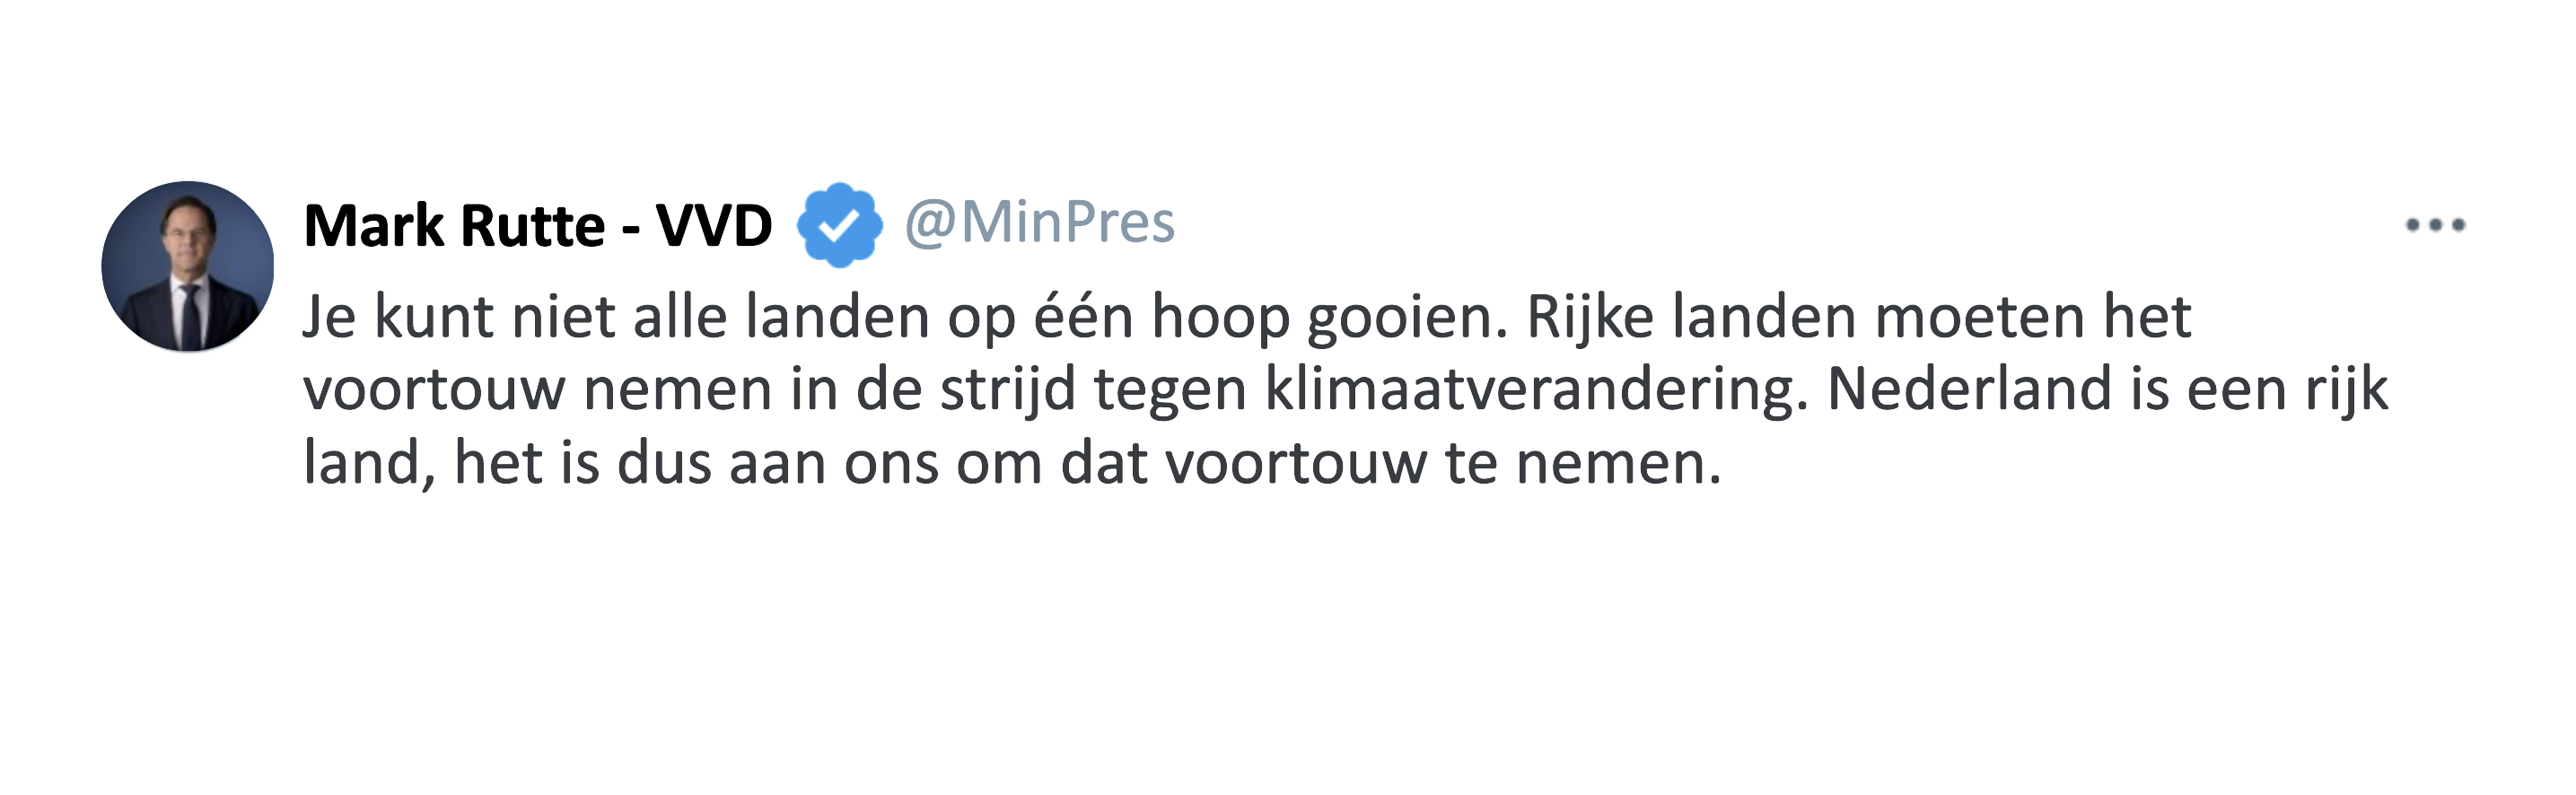 Mark Rutte - VVD @MinPres
Je kunt niet alle landen op één hoop gooien. Rijke landen moeten het
voortouw nemen in de strijd tegen klimaatverandering. Nederland is een rijk
land, het is dus aan ons om dat voortouw te nemen.